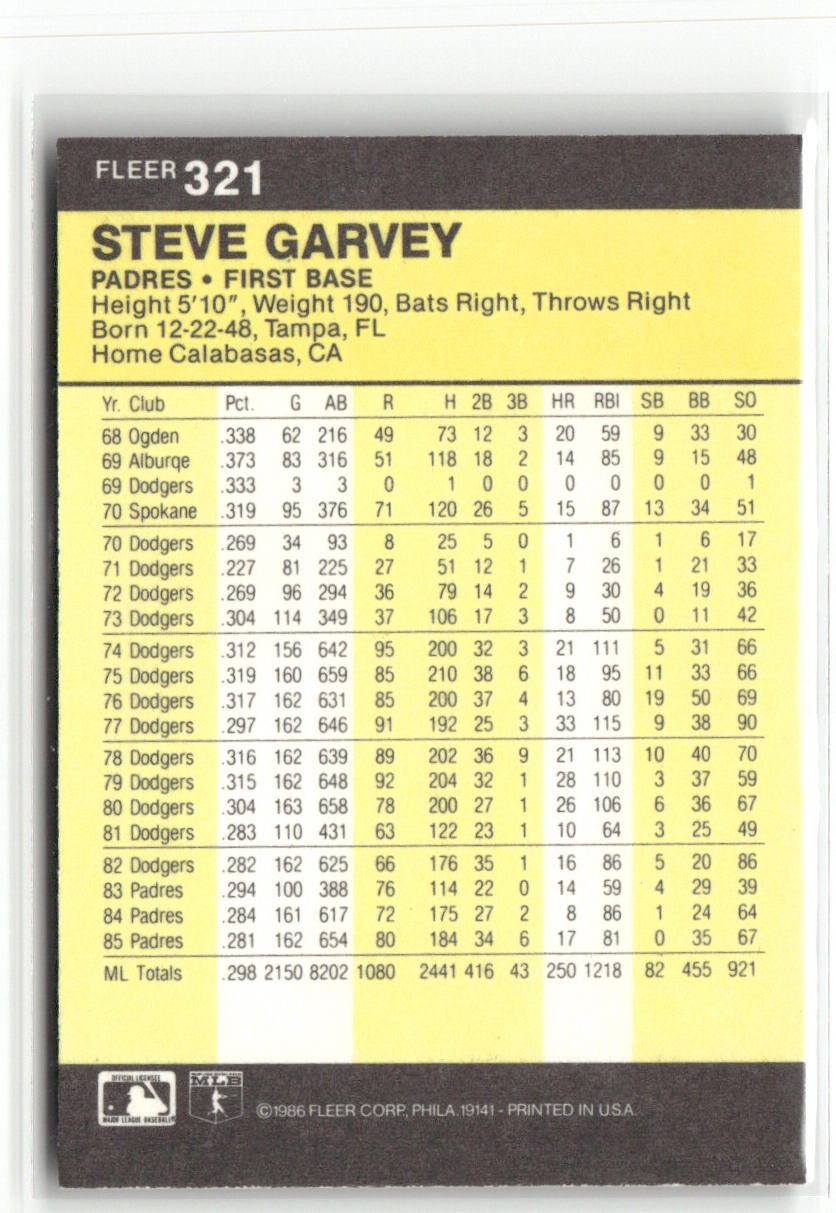 FLEER 321
STEVE GARVEY
PADRES • FIRST BASE
Height 5'10", Weight 190, Bats Right, Throws Right
Born 12-22-48, Tampa, FL
Home Calabasas, CA
Yr. Club Pct. G AB R H 2B 3B HR RBI SB BB SO
68 Ogden .338 62 216 49 73 12 3 20 59 9 33 30
69 Alburqe .373 83 316 51 118 18 2 14 85 9 15 48
69 Dodgers .333 3 3 0 1 0 0 0 0 0 0 1
70 Spokane .319 95 376 71 120 26 5 15 87 13 34 51
70 Dodgers .269 34 93 8 25 5 0 1 6 1 6 17
71 Dodgers .227 81 225 27 51 12 1 7 26 1 21 33
72 Dodgers .269 96 294 36 79 14 2 9 30 4 19 36
73 Dodgers .304 114 349 37 106 17 3 8 50 0 11 42
74 Dodgers .312 156 642 95 200 32 3 21 111 5 31 66
75 Dodgers .319 160 659 85 210 38 6 18 95 11 33 66
76 Dodgers .317 162 631 85 200 37 4 13 80 19 50 69
77 Dodgers .297 162 646 91 192 25 3 33 115 9 38 90
78 Dodgers .316 162 639 89 202 36 9 21 113 10 40 70
79 Dodgers .315 162 648 92 204 32 1 28 110 3 37 59
80 Dodgers .304 163 658 78 200 27 1 26 106 6 36 67
81 Dodgers .283 110 431 63 122 23 1 10 64 3 25 49
82 Dodgers .282 162 625 66 176 35 1 16 86 5 20 86
83 Padres .294 100 388 76 114 22 0 14 59 4 29 39
84 Padres .284 161 617 72 175 27 2 8 86 1 24 64
85 Padres .281 162 654 80 184 34 6 17 81 0 35 67
ML Totals .298 2150 8202 1080 2441 416 43 250 1218 82 455 921
OFFICIAL LICENSEE
MAJOR LEAGUE BASEBALL
MLB
©1986 FLEER CORP., PHILA. 19141 - PRINTED IN U.S.A.